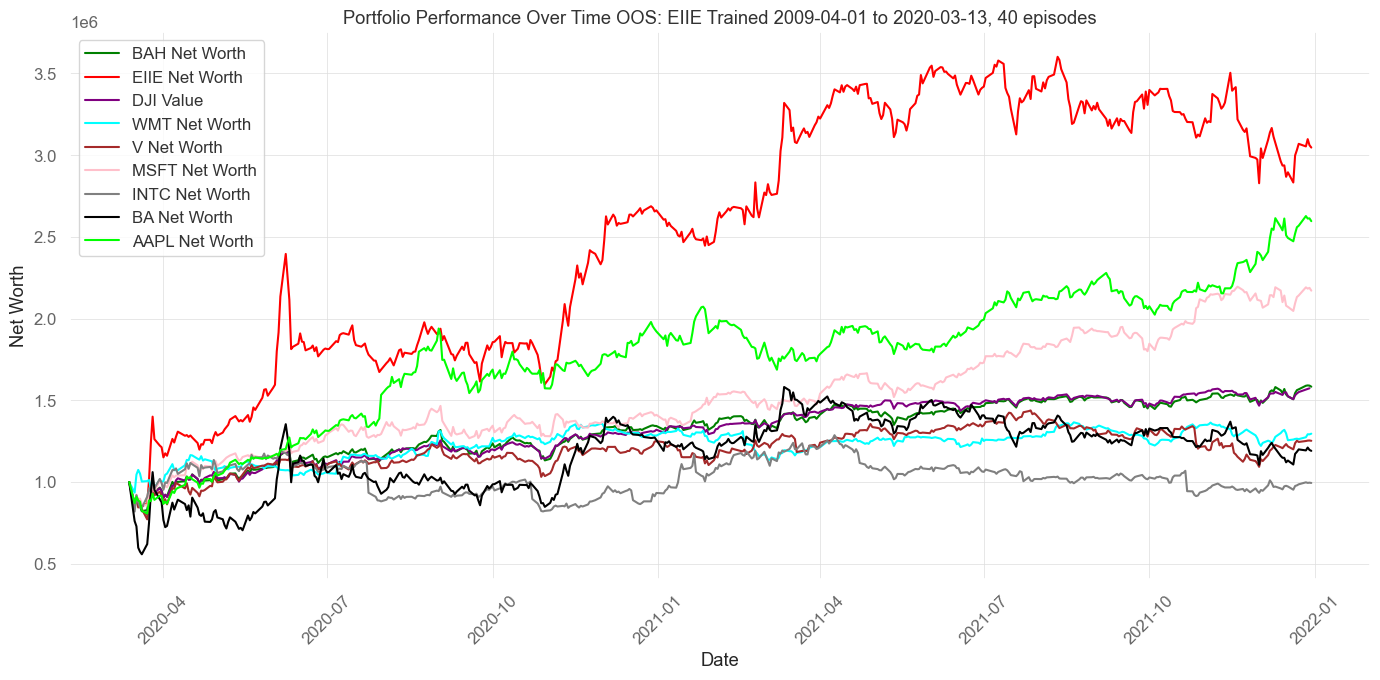 Portfolio Performance Over Time OOS: EIIE Trained 2009-04-01 to 2020-03-13, 40 episodes
1e6
BAH Net Worth
EIIE Net Worth
DJI Value
WMT Net Worth
V Net Worth
MSFT Net Worth
INTC Net Worth
BA Net Worth
AAPL Net Worth
3.5
3.0
2.5
2.0
1.5
1.0
0.5
Net Worth
2020-04
2020-07
2020-10
2021-01
2021-04
2021-07
2021-10
2022-01
Date